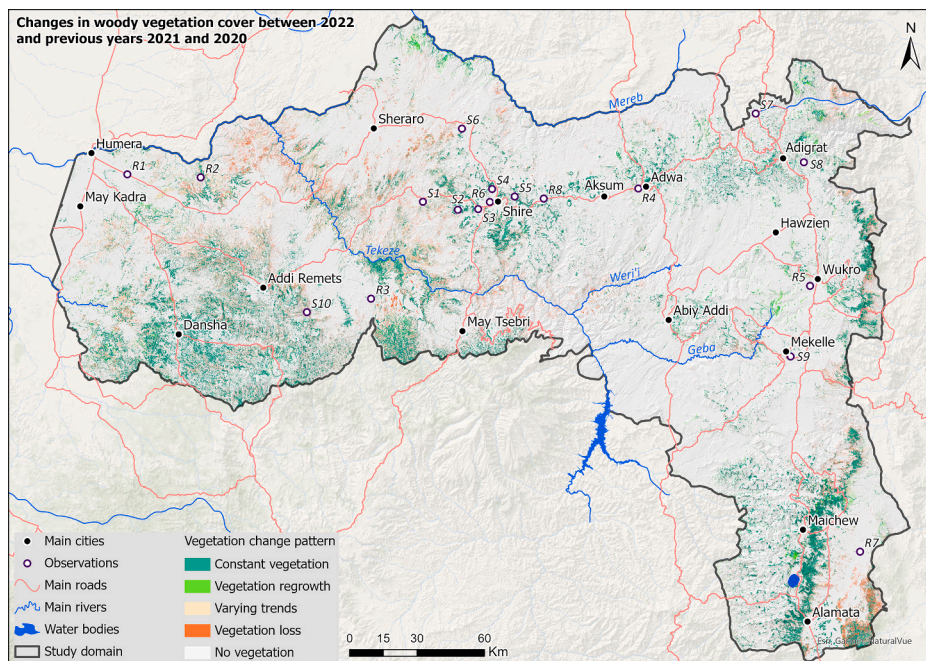 Changes in woody vegetation cover between 2022
and previous years 2021 and 2020
N
Mereb
S7
Sheraro
S6
Humera
Adigrat
S8
R1
R2
S4
S1
R6
S5
R8
Aksum
Adwa
S9
May Kadra
S2
S3
Shire
R4
Hawzien
Tekeze
Weri'i
Wukro
Addi Remets
R5
R3
S10
Dansha
May Tsebri
Abiy Addi
Geba
Mekelle
S9
Maichew
R7
Alamata
Main cities
Observations
Main roads
Main rivers
Water bodies
Study domain
Vegetation change pattern
Constant vegetation
Vegetation regrowth
Varying trends
Vegetation loss
No vegetation
0 15 30 60
Km